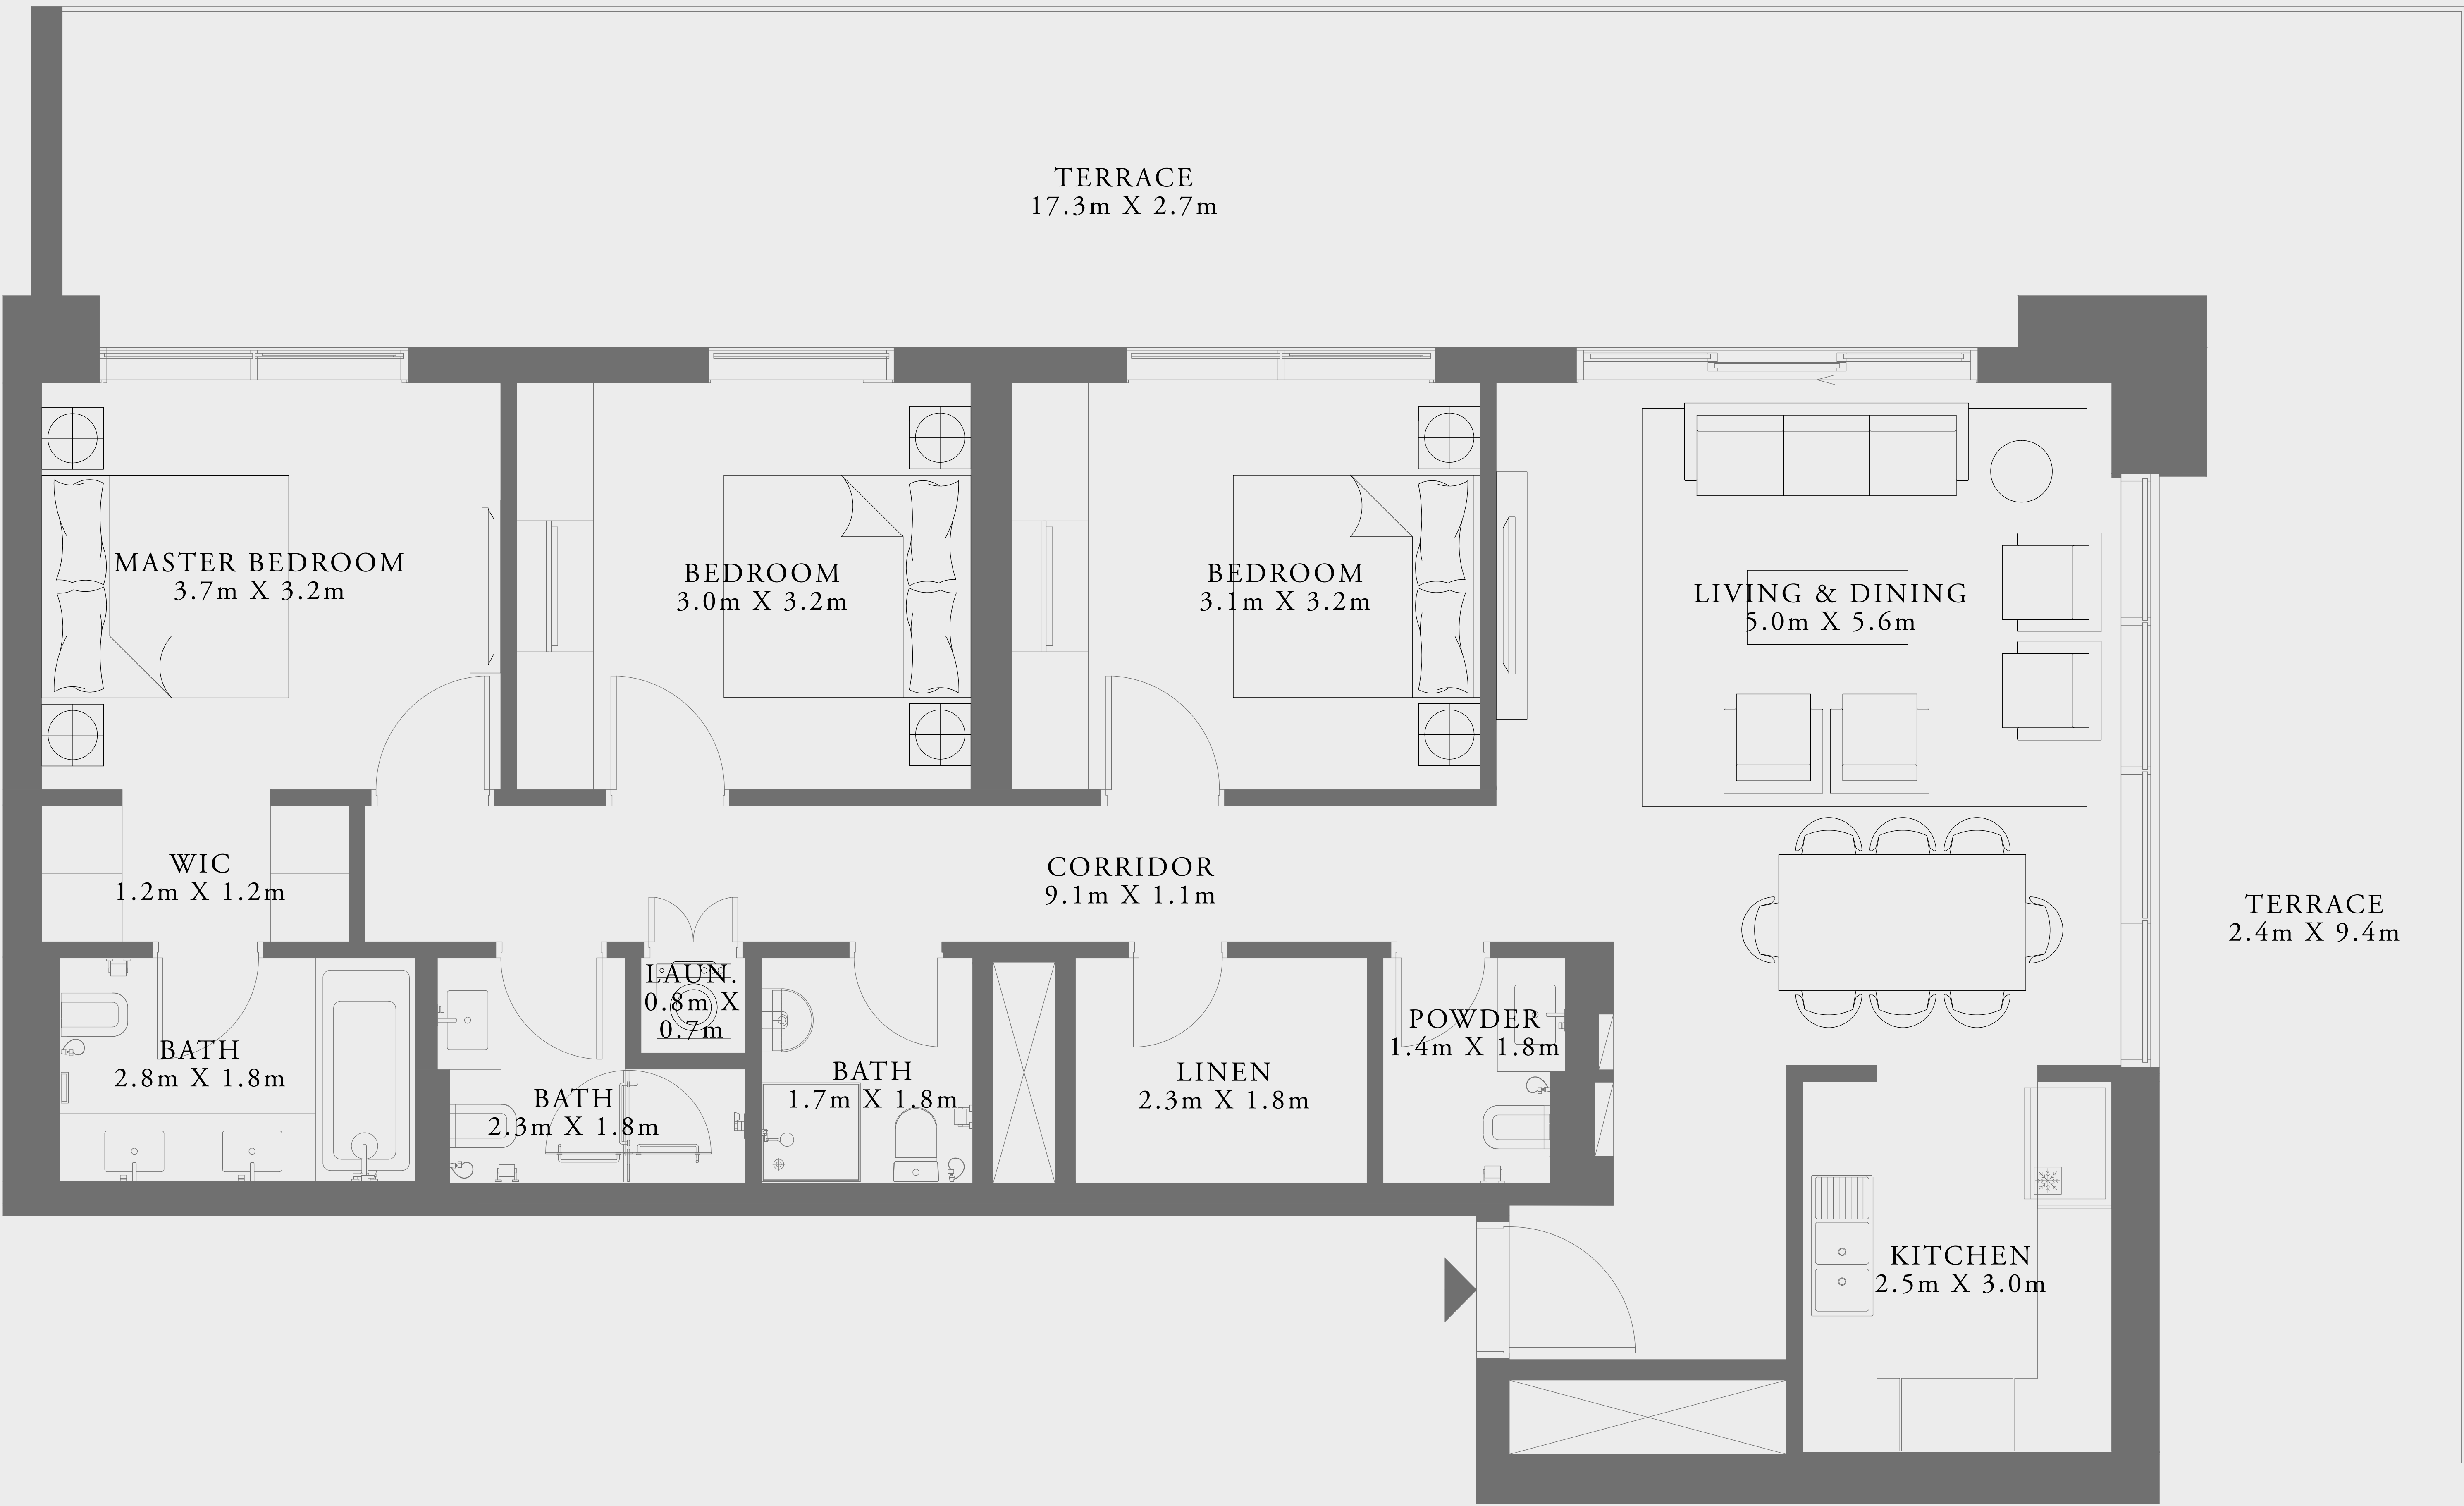 TERRACE
17.3m X 2.7m
MASTER BEDROOM
3.7m X 3.2m
BEDROOM
3.0m X 3.2m
BEDROOM
3.1m X 3.2m
LIVING & DINING
5.0m X 5.6m
WIC
1.2m X 1.2m
CORRIDOR
9.1m X 1.1m
TERRACE
2.4m X 9.4m
BATH
2.8m X 1.8m
BATH
2.3m X 1.8m
LAUN.
0.8m X
0.7m
BATH
1.7m X 1.8m
LINEN
2.3m X 1.8m
POWDER
1.4m X 1.8m
KITCHEN
2.5m X 3.0m